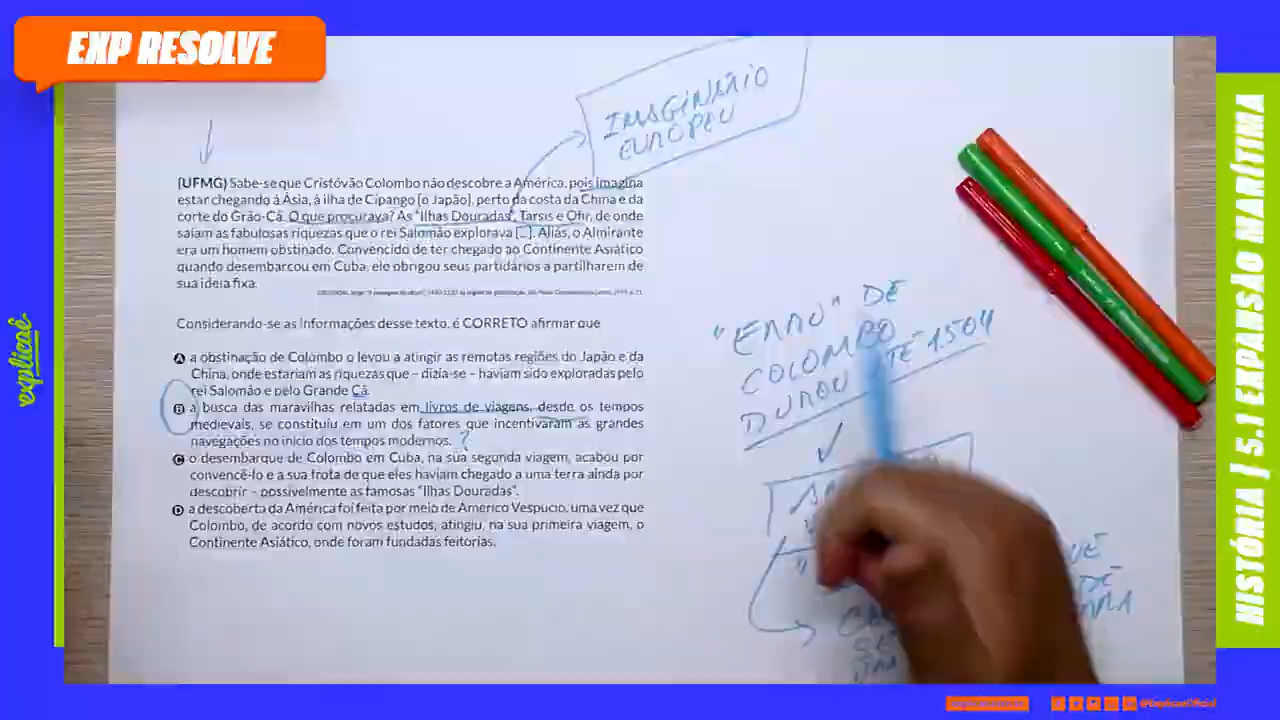 EXP RESOLVE
IMAGINÁRIO
EUROPEU
(UFMG) Sabe-se que Cristóvão Colombo não descobre a América, pois imagina
estar chegando à Ásia, à ilha de Cipango [o Japão], perto da costa da China e da
corte do Grão-Cã. O que procurava? As "Ilhas Douradas", Tarsis e Ofir, de onde
saíam as fabulosas riquezas que o rei Salomão explorava [...]. Aliás, o Almirante
era um homem obstinado. Convencido de ter chegado ao Continente Asiático
quando desembarcou em Cuba, ele obrigou seus partidários a partilharem de
sua ideia fixa.
Considerando-se as informações desse texto, é CORRETO afirmar que
A a obstinação de Colombo o levou a atingir as remotas regiões do Japão e da
China, onde estariam as riquezas que – dizia-se – haviam sido exploradas pelo
rei Salomão e pelo Grande Cã.
B a busca das maravilhas relatadas em livros de viagens, desde os tempos
medievais, se constituiu em um dos fatores que incentivaram as grandes
navegações no início dos tempos modernos. ?
C o desembarque de Colombo em Cuba, na sua segunda viagem, acabou por
convencê-lo e a sua frota de que eles haviam chegado a uma terra ainda por
descobrir – possivelmente as famosas "Ilhas Douradas".
D a descoberta da América foi feita por meio de Américo Vespúcio, uma vez que
Colombo, de acordo com novos estudos, atingiu, na sua primeira viagem, o
Continente Asiático, onde foram fundadas feitorias.
"ERRO" DE
COLOMBO
DUROU ATÉ 1504
explicaê
HISTÓRIA | 5.1 EXPANSÃO MARÍTIMA